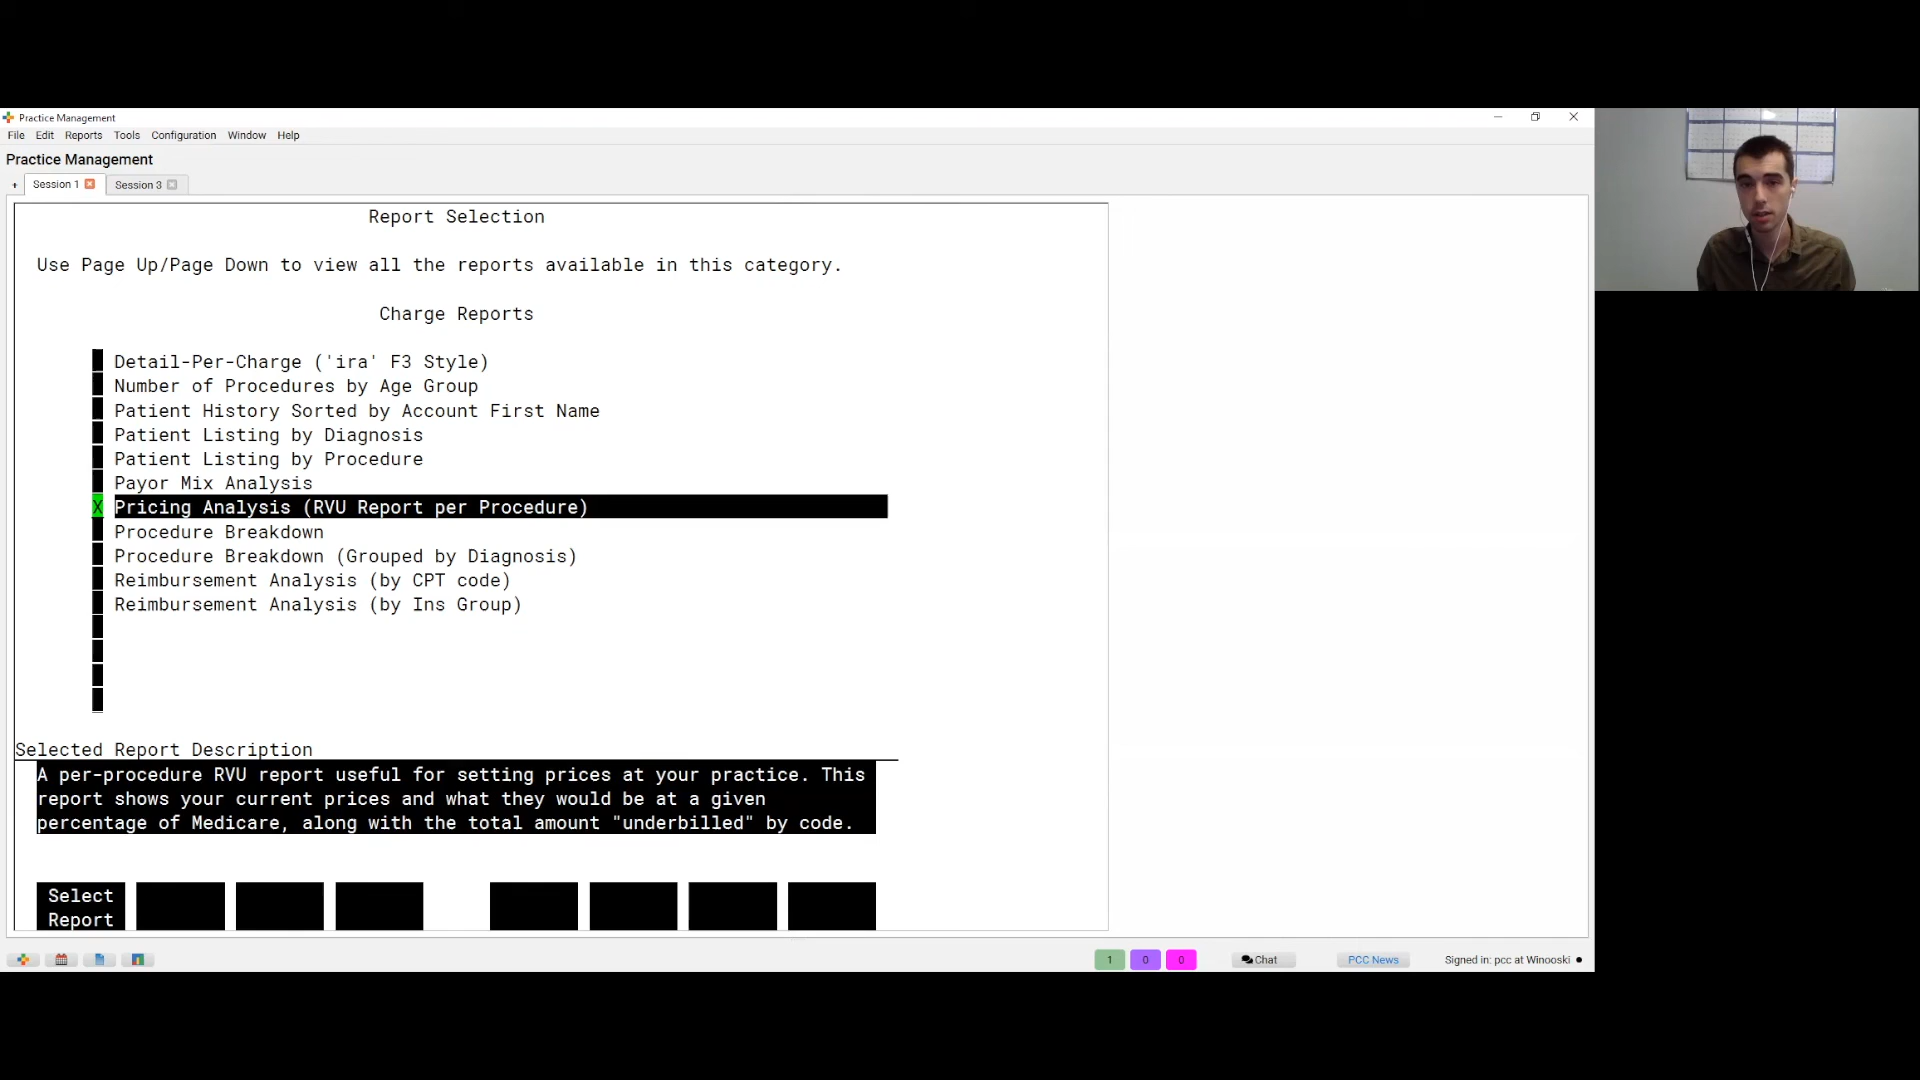 Practice Management
File Edit Reports Tools Configuration Window Help
Practice Management
+ Session 1 Session 3
Report Selection
Use Page Up/Page Down to view all the reports available in this category.
Charge Reports
Detail-Per-Charge ('ira' F3 Style)
Number of Procedures by Age Group
Patient History Sorted by Account First Name
Patient Listing by Diagnosis
Patient Listing by Procedure
Payor Mix Analysis
X Pricing Analysis (RVU Report per Procedure)
Procedure Breakdown
Procedure Breakdown (Grouped by Diagnosis)
Reimbursement Analysis (by CPT code)
Reimbursement Analysis (by Ins Group)
Selected Report Description
A per-procedure RVU report useful for setting prices at your practice. This
report shows your current prices and what they would be at a given
percentage of Medicare, along with the total amount "underbilled" by code.
Select
Report
1 0 0 Chat PCC News Signed in: pcc at Winooski